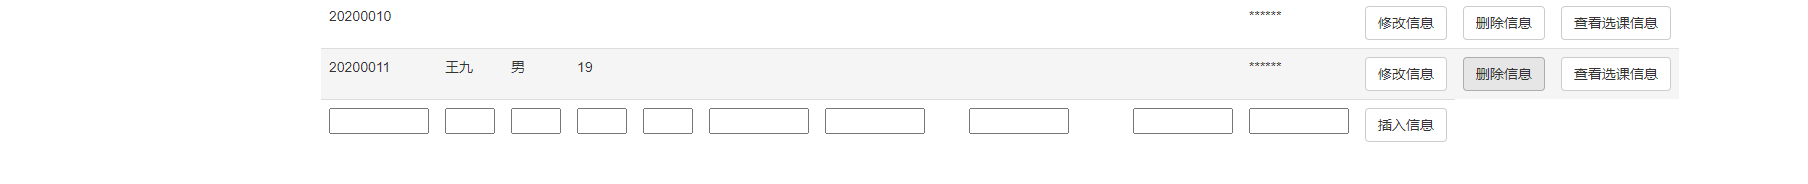 20200010 ****** 修改信息 删除信息 查看选课信息
20200011 王九 男 19 ****** 修改信息 删除信息 查看选课信息
插入信息